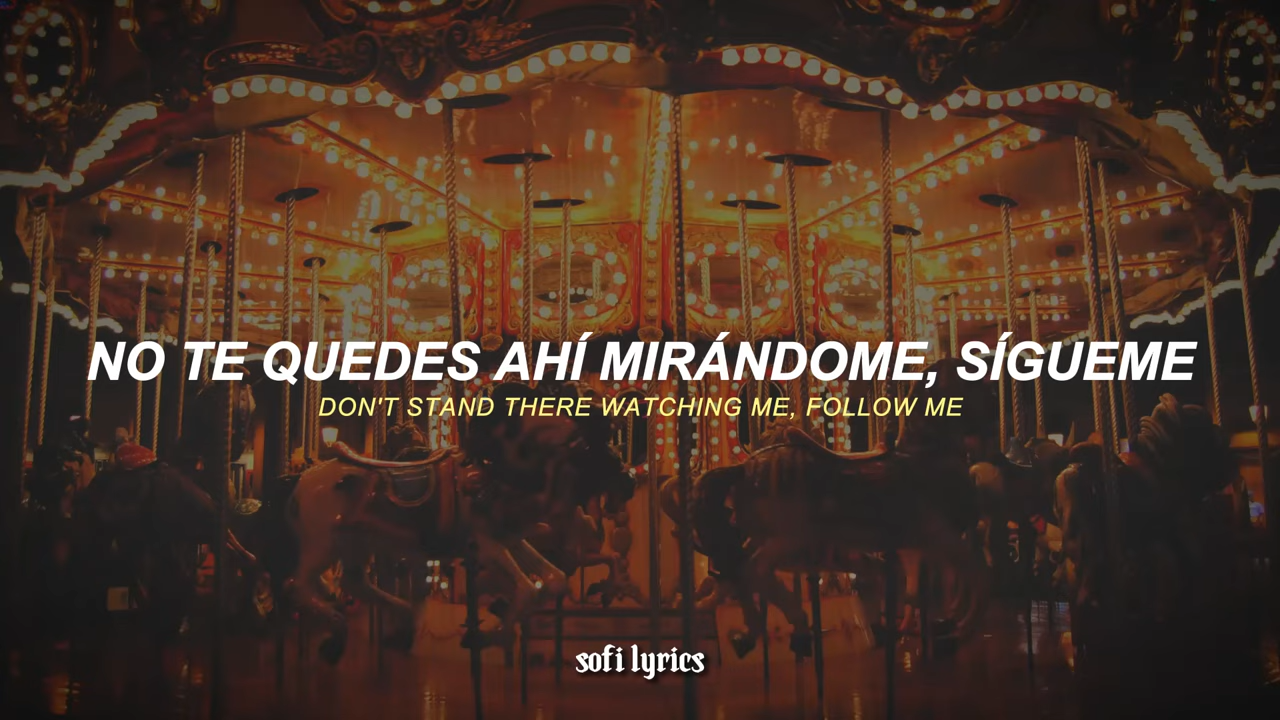 NO TE QUEDES AHÍ MIRÁNDOME, SÍGUEME
DON'T STAND THERE WATCHING ME, FOLLOW ME
sofi lyrics